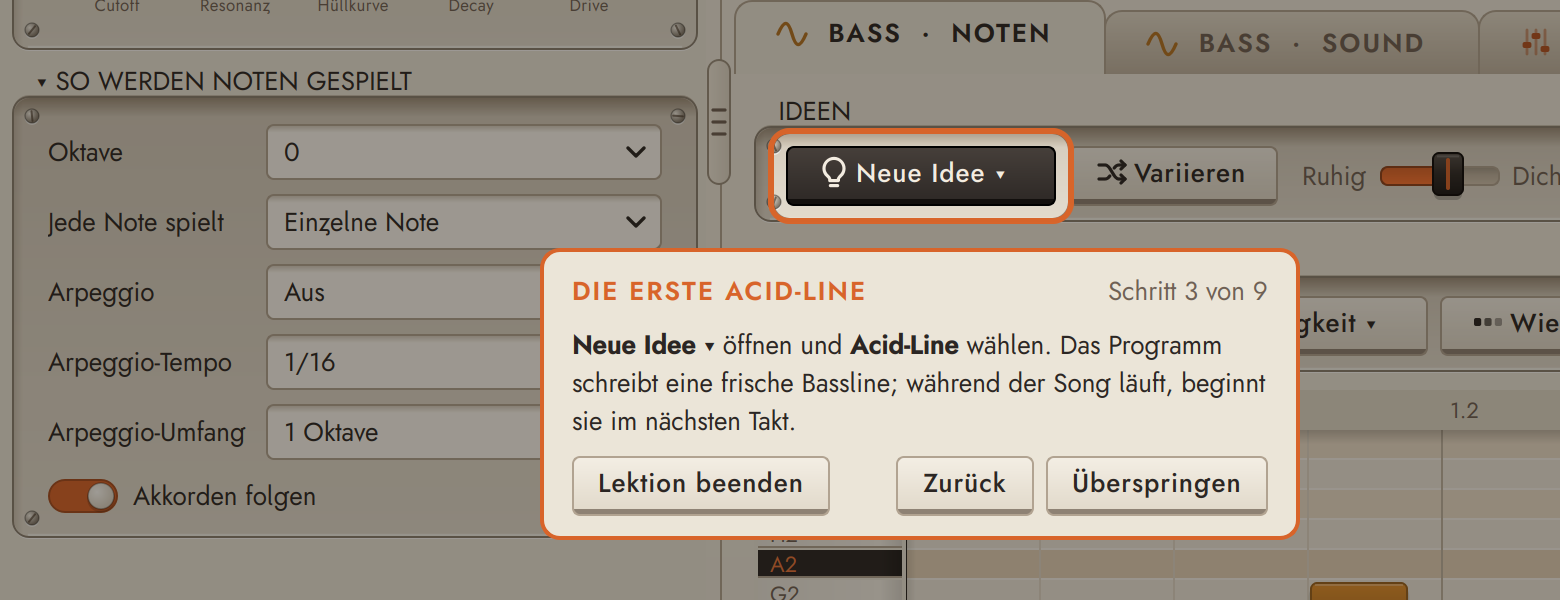 Cutoff Resonanz Hüllkurve Decay Drive
▾ SO WERDEN NOTEN GESPIELT
Oktave 0
Jede Note spielt Einzelne Note
Arpeggio Aus
Arpeggio-Tempo 1/16
Arpeggio-Umfang 1 Oktave
Akkorden folgen
BASS · NOTEN
BASS · SOUND
IDEEN
Neue Idee ▾
Variieren
Ruhig
DIE ERSTE ACID-LINE
Schritt 3 von 9
Neue Idee ▾ öffnen und Acid-Line wählen. Das Programm
schreibt eine frische Bassline; während der Song läuft, beginnt
sie im nächsten Takt.
Lektion beenden
Zurück
Überspringen
1.2
A2
G2